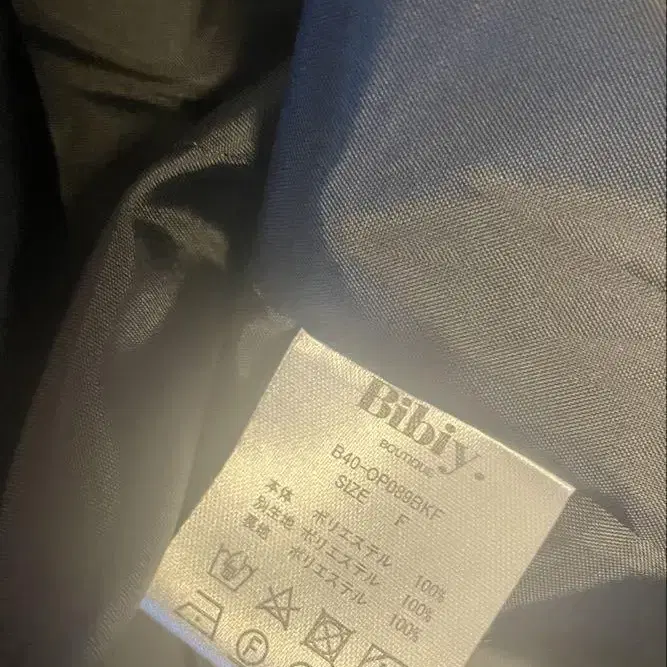 Bibiy.
BOUTIQUE
B40-OP089BKF
SIZE F
本体 ポリエステル 100%
別生地 ポリエステル 100%
裏地 ポリエステル 100%
F